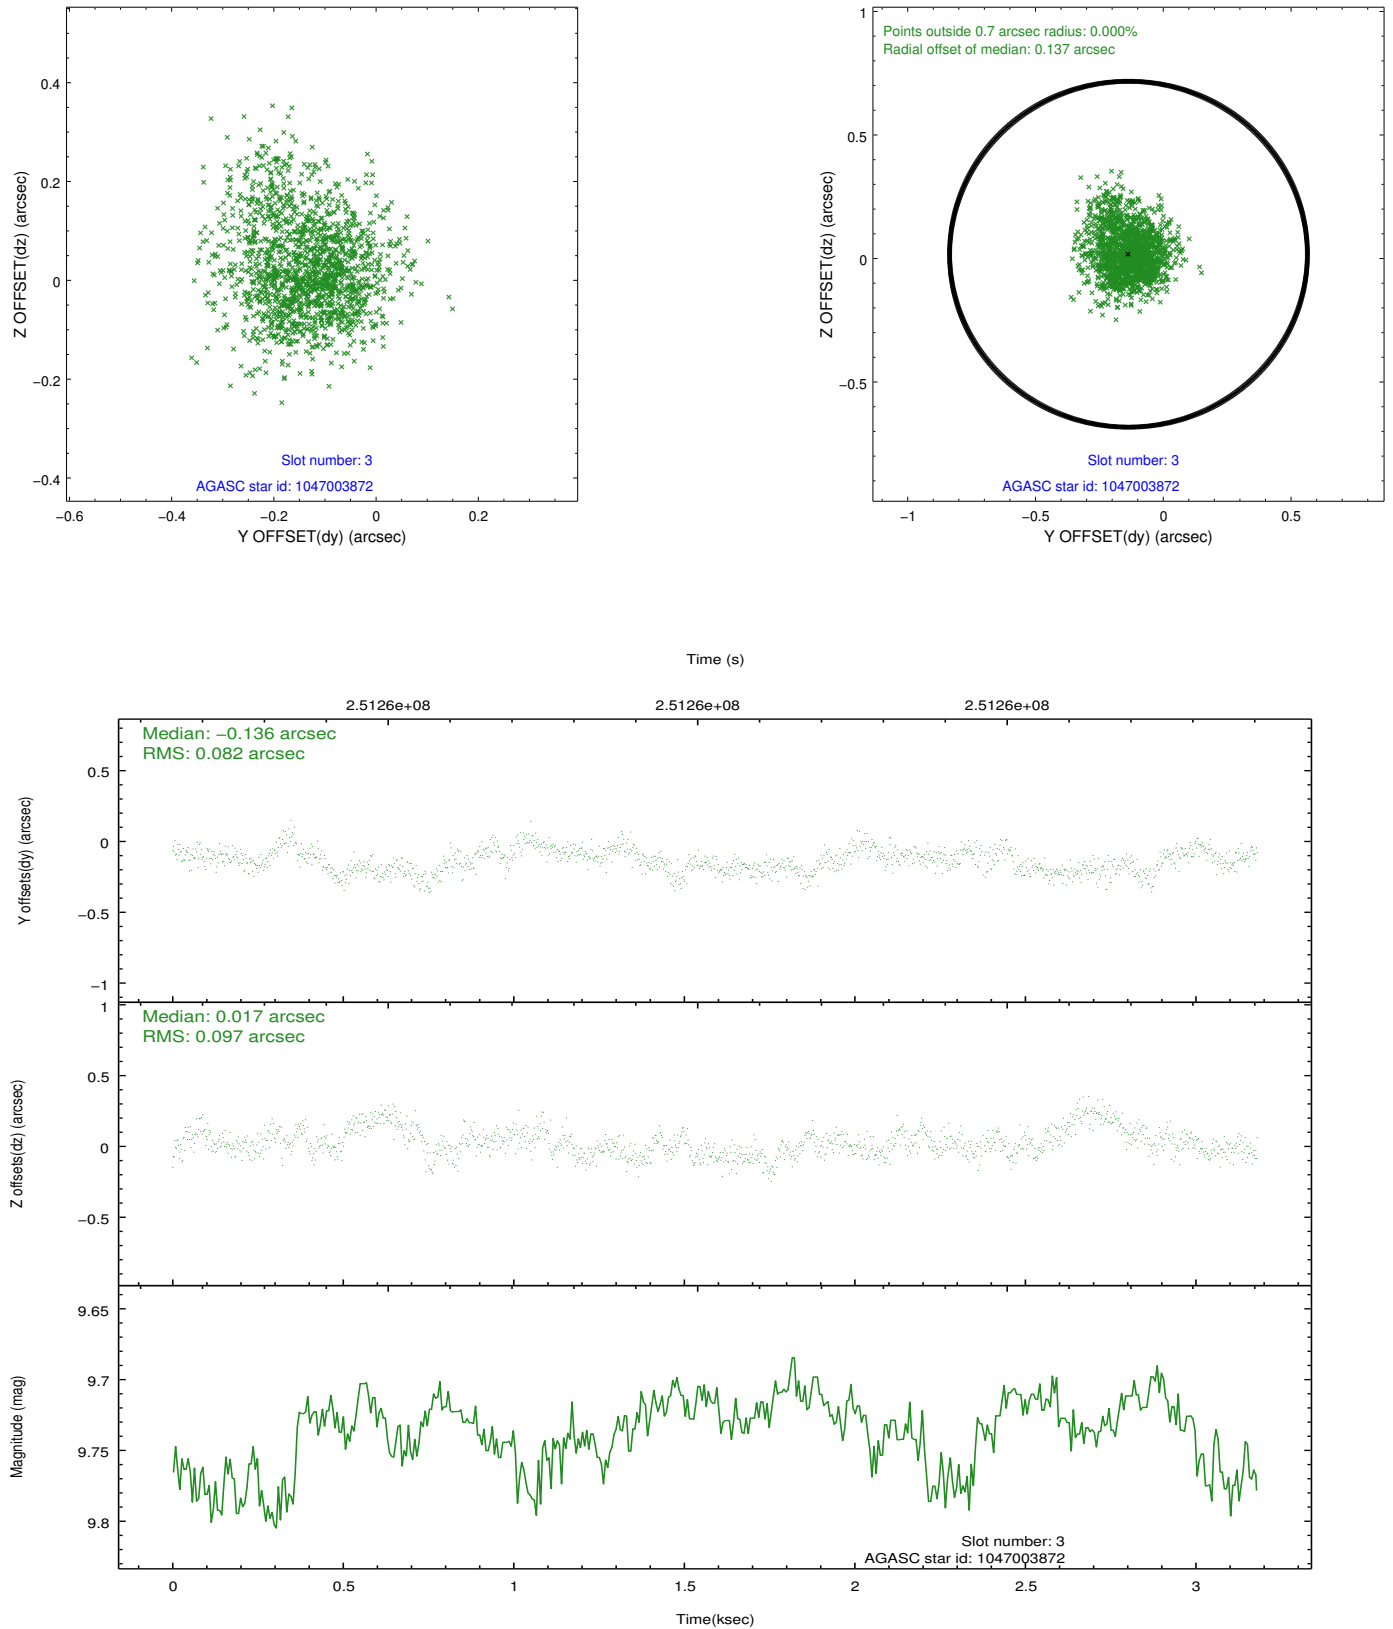 0.4
0.2
0
−0.2
−0.4
−0.6
−0.4
−0.2
0
0.2
Z OFFSET(dz) (arcsec)
Y OFFSET(dy) (arcsec)
Slot number: 3
AGASC star id: 1047003872
Points outside 0.7 arcsec radius: 0.000%
Radial offset of median: 0.137 arcsec
1
0.5
0
−0.5
−1
−0.5
0
0.5
Z OFFSET(dz) (arcsec)
Y OFFSET(dy) (arcsec)
Slot number: 3
AGASC star id: 1047003872
Time (s)
2.5126e+08
2.5126e+08
2.5126e+08
Median: −0.136 arcsec
RMS: 0.082 arcsec
0.5
0
−0.5
−1
Y offsets(dy) (arcsec)
Median: 0.017 arcsec
RMS: 0.097 arcsec
1
0.5
0
−0.5
Z offsets(dz) (arcsec)
9.65
9.7
9.75
9.8
Magnitude (mag)
Slot number: 3
AGASC star id: 1047003872
0
0.5
1
1.5
2
2.5
3
Time(ksec)